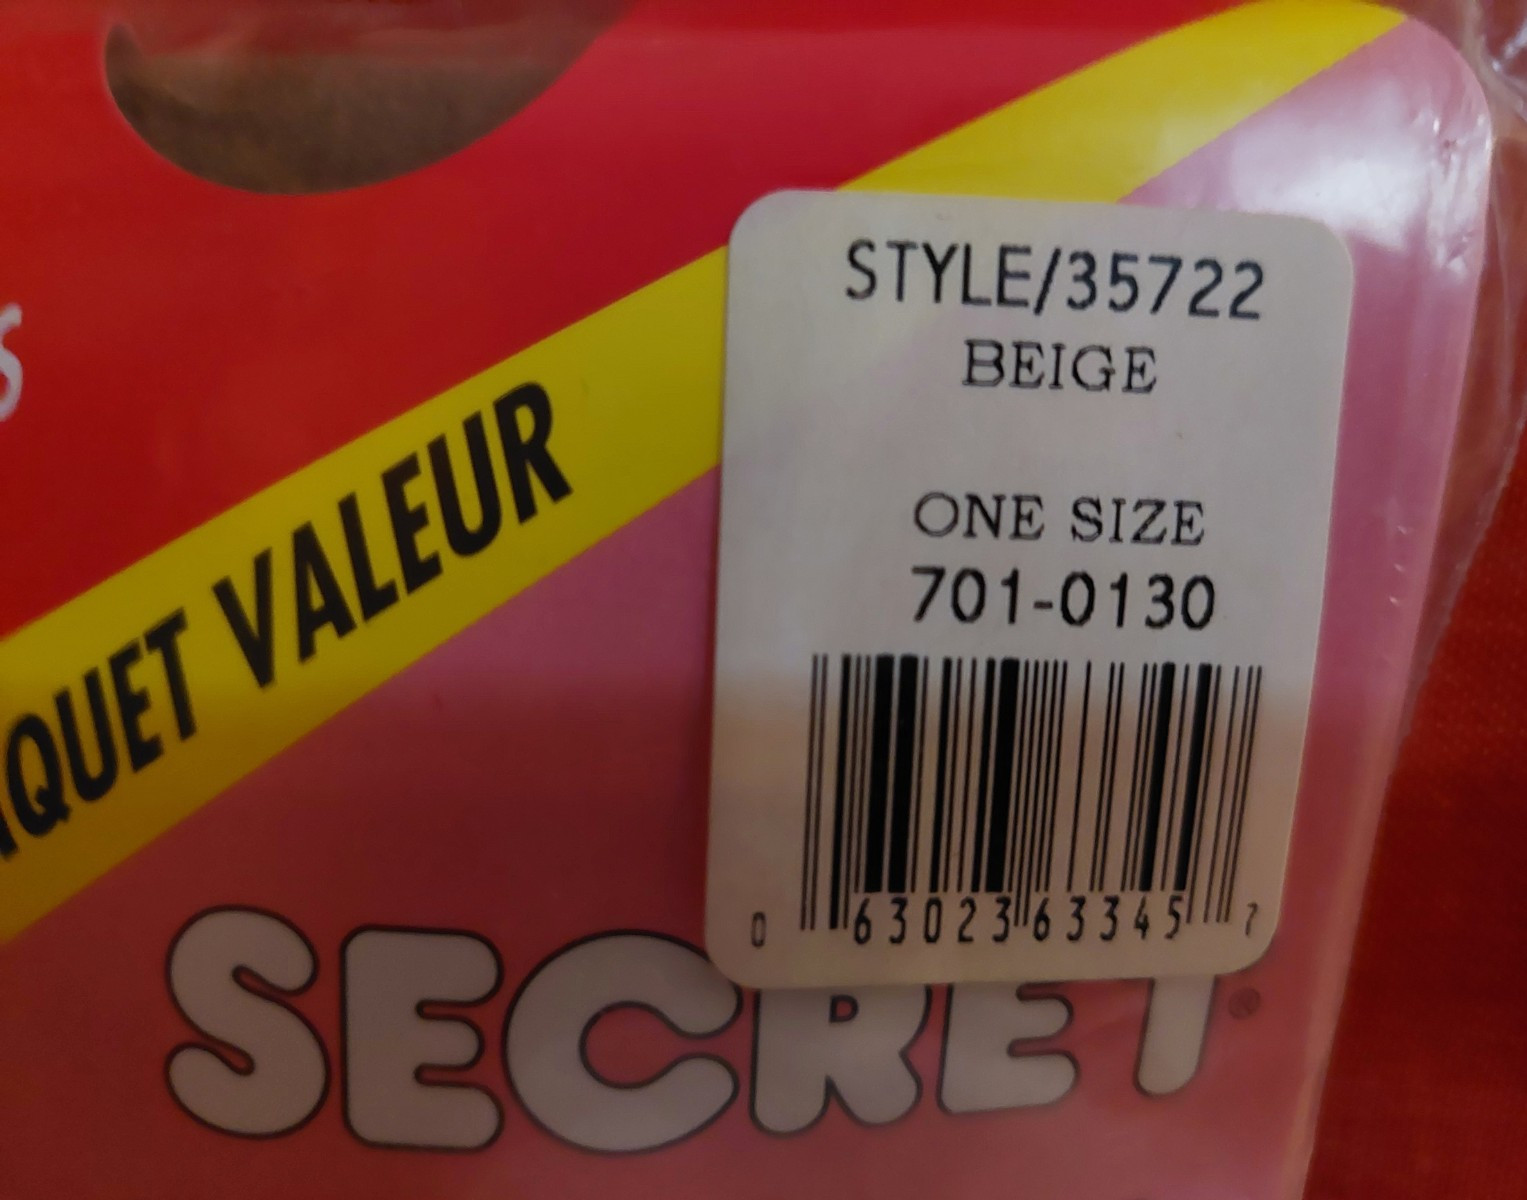 STYLE/35722
BEIGE
ONE SIZE
701-0130
0 63023 63345 7
QUET VALEUR
SECRET®